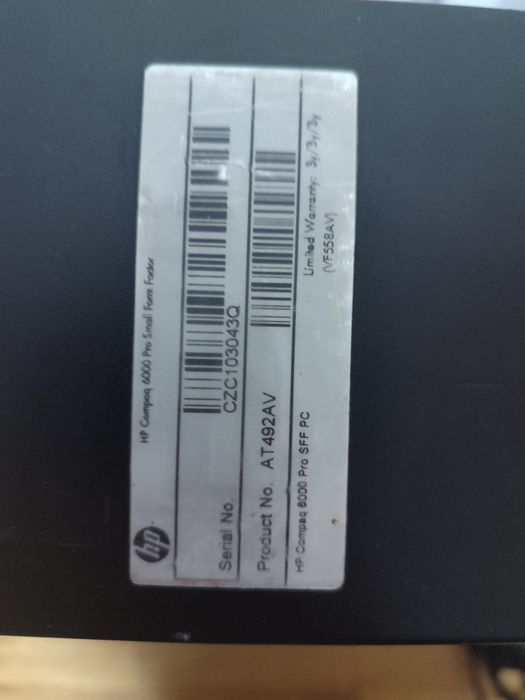 hp
HP Compaq 6000 Pro Small Form Factor
Serial No. CZC103043Q
Product No. AT492AV
HP Compaq 6000 Pro SFF PC
Limited Warranty: 3y/3y/3y
(VF558AV)